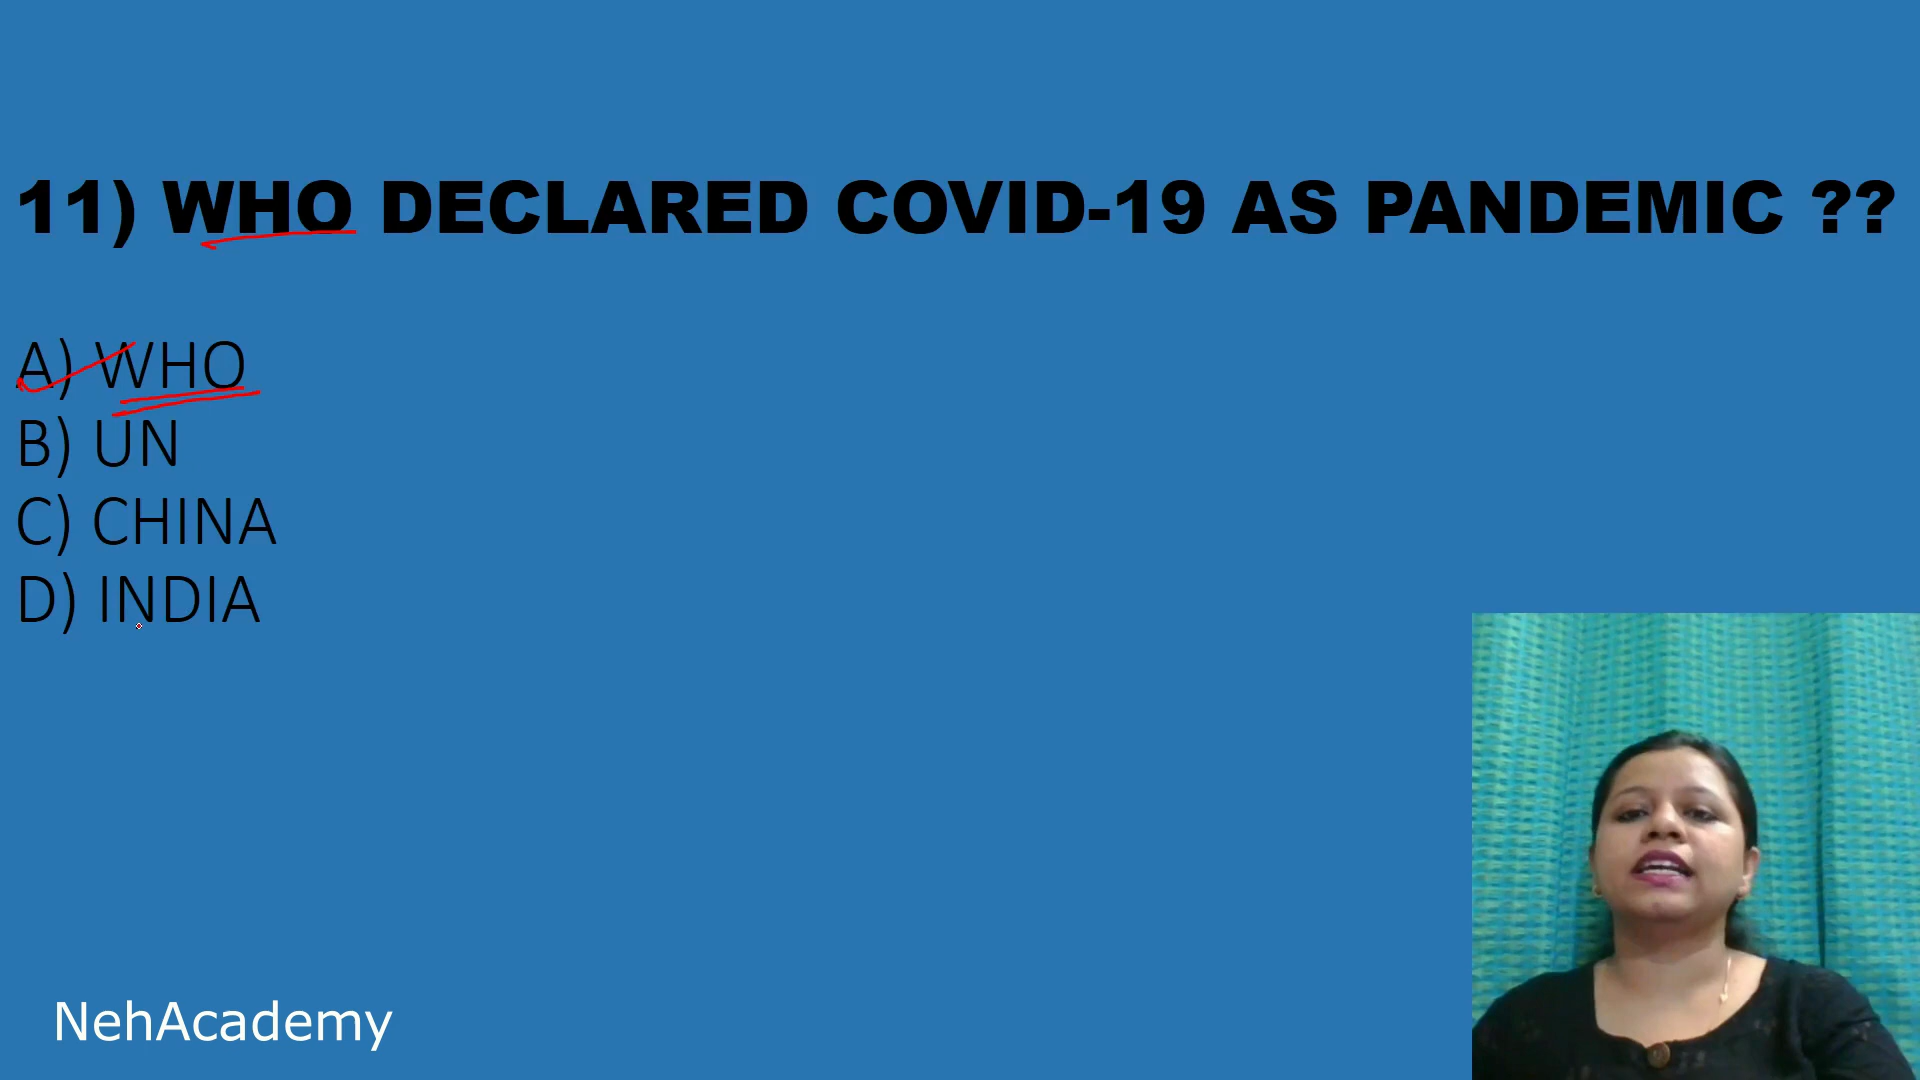 11) WHO DECLARED COVID-19 AS PANDEMIC ??
A) WHO
B) UN
C) CHINA
D) INDIA
NehAcademy